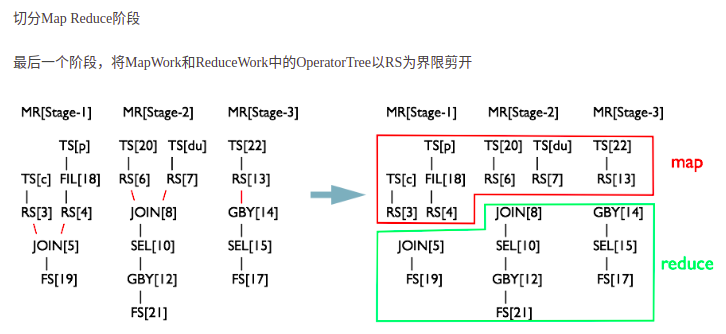 切分Map Reduce阶段
最后一个阶段，将MapWork和ReduceWork中的OperatorTree以RS为界限剪开
MR[Stage-1] MR[Stage-2] MR[Stage-3]
TS[p] TS[20] TS[du] TS[22]
TS[c] FIL[18] RS[6] RS[7] RS[13]
RS[3] RS[4] JOIN[8] GBY[14]
JOIN[5] SEL[10] SEL[15]
FS[19] GBY[12] FS[17]
FS[21]
MR[Stage-1] MR[Stage-2] MR[Stage-3]
TS[p] TS[20] TS[du] TS[22]
map
TS[c] FIL[18] RS[6] RS[7] RS[13]
RS[3] RS[4] JOIN[8] GBY[14]
JOIN[5] SEL[10] SEL[15]
reduce
FS[19] GBY[12] FS[17]
FS[21]